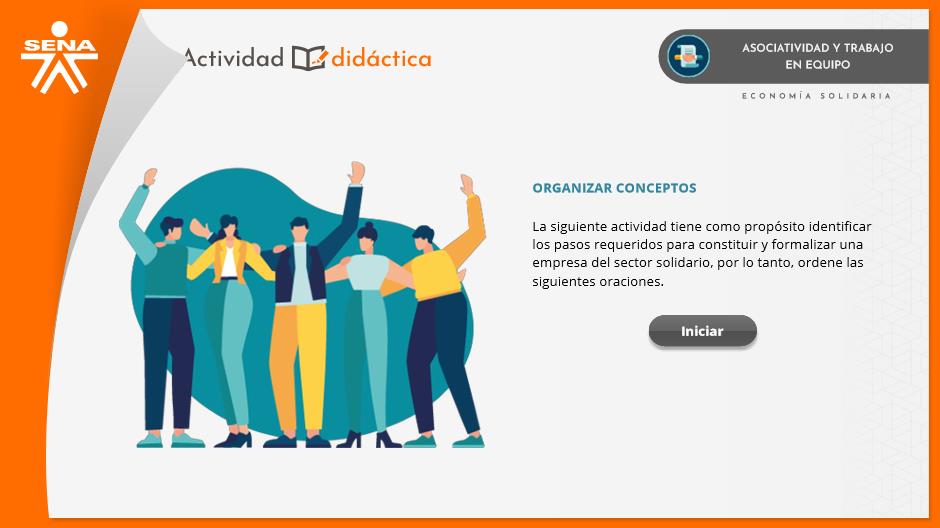 SENA
Actividad didáctica
ASOCIATIVIDAD Y TRABAJO
EN EQUIPO
ECONOMÍA SOLIDARIA
ORGANIZAR CONCEPTOS
La siguiente actividad tiene como propósito identificar
los pasos requeridos para constituir y formalizar una
empresa del sector solidario, por lo tanto, ordene las
siguientes oraciones.
Iniciar